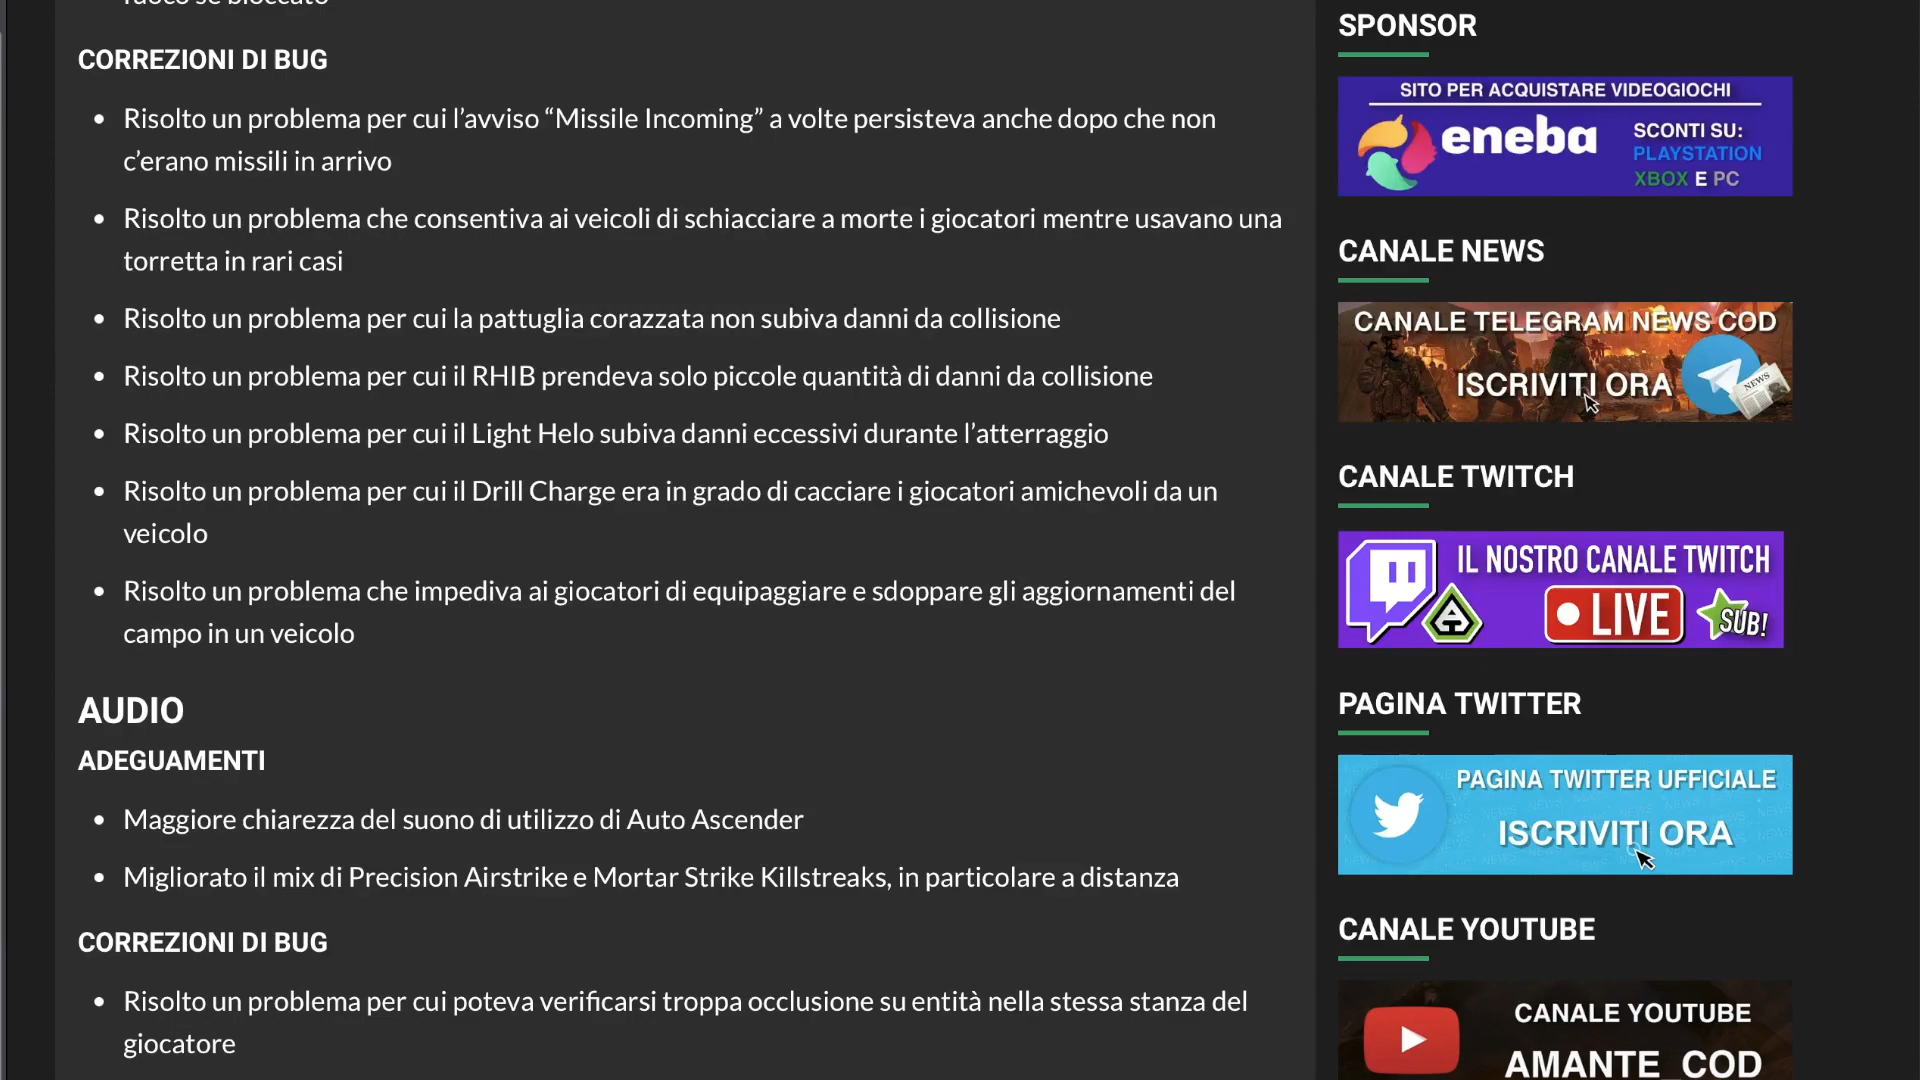 CORREZIONI DI BUG
Risolto un problema per cui l’avviso “Missile Incoming” a volte persisteva anche dopo che non
c’erano missili in arrivo
Risolto un problema che consentiva ai veicoli di schiacciare a morte i giocatori mentre usavano una
torretta in rari casi
Risolto un problema per cui la pattuglia corazzata non subiva danni da collisione
Risolto un problema per cui il RHIB prendeva solo piccole quantità di danni da collisione
Risolto un problema per cui il Light Helo subiva danni eccessivi durante l’atterraggio
Risolto un problema per cui il Drill Charge era in grado di cacciare i giocatori amichevoli da un
veicolo
Risolto un problema che impediva ai giocatori di equipaggiare e sdoppare gli aggiornamenti del
campo in un veicolo
AUDIO
ADEGUAMENTI
Maggiore chiarezza del suono di utilizzo di Auto Ascender
Migliorato il mix di Precision Airstrike e Mortar Strike Killstreaks, in particolare a distanza
CORREZIONI DI BUG
Risolto un problema per cui poteva verificarsi troppa occlusione su entità nella stessa stanza del
giocatore
SPONSOR
SITO PER ACQUISTARE VIDEOGIOCHI
eneba
SCONTI SU:
PLAYSTATION
XBOX E PC
CANALE NEWS
CANALE TELEGRAM NEWS COD
ISCRIVITI ORA
NEWS
CANALE TWITCH
IL NOSTRO CANALE TWITCH
LIVE
SUB!
PAGINA TWITTER
PAGINA TWITTER UFFICIALE
ISCRIVITI ORA
CANALE YOUTUBE
CANALE YOUTUBE
AMANTE_COD